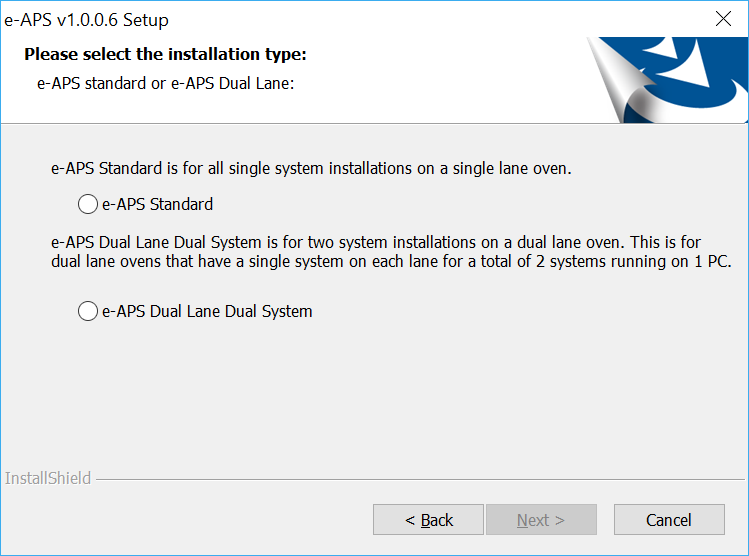 e-APS v1.0.0.6 Setup
Please select the installation type:
e-APS standard or e-APS Dual Lane:
e-APS Standard is for all single system installations on a single lane oven.
e-APS Standard
e-APS Dual Lane Dual System is for two system installations on a dual lane oven. This is for
dual lane ovens that have a single system on each lane for a total of 2 systems running on 1 PC.
e-APS Dual Lane Dual System
InstallShield
< Back
Next >
Cancel